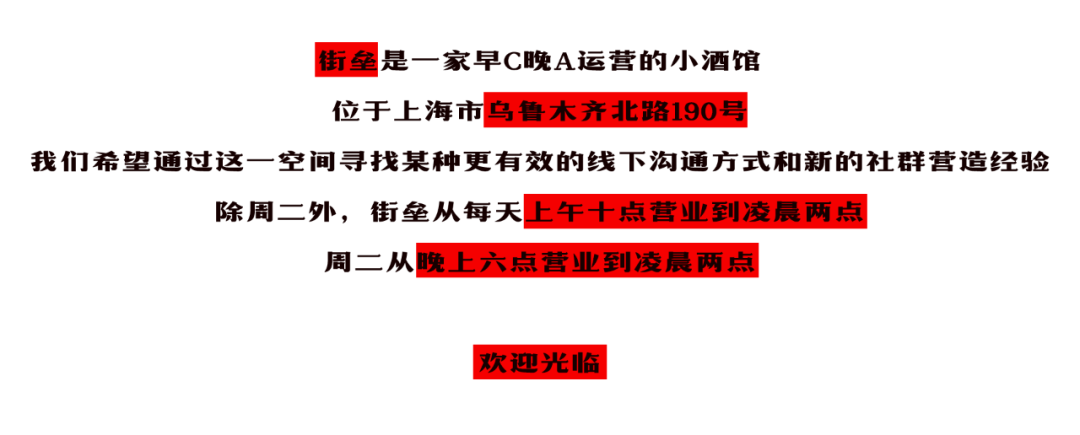 街垒是一家早C晚A运营的小酒馆
位于上海市乌鲁木齐北路190号
我们希望通过这一空间寻找某种更有效的线下沟通方式和新的社群营造经验
除周二外，街垒从每天上午十点营业到凌晨两点
周二从晚上六点营业到凌晨两点
欢迎光临